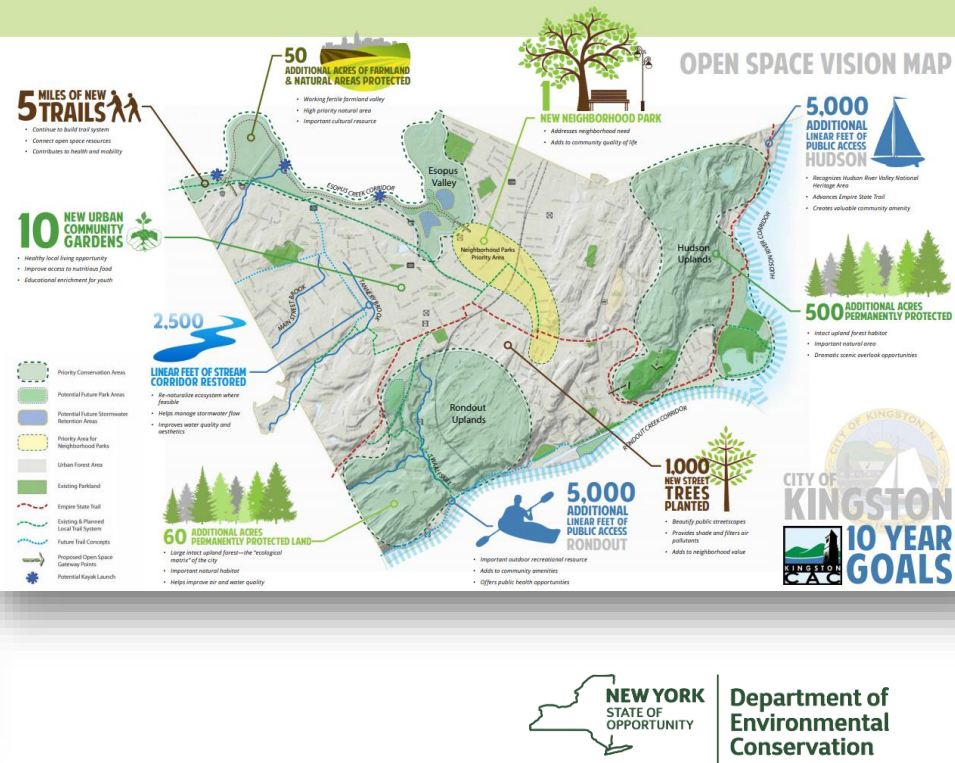 OPEN SPACE VISION MAP
5 MILES OF NEW
TRAILS
• Continue to build trail system
• Connect open space resources
• Contributes to health and mobility
50
ADDITIONAL ACRES OF FARMLAND
& NATURAL AREAS PROTECTED
• Working fertile farmland valley
• High priority natural area
• Important cultural resource
1
NEW NEIGHBORHOOD PARK
• Addresses neighborhood need
• Adds to community quality of life
5,000
ADDITIONAL
LINEAR FEET OF
PUBLIC ACCESS
HUDSON
• Recognizes Hudson River Valley National
Heritage Area
• Advances Empire State Trail
• Creates valuable community amenity
10 NEW URBAN
COMMUNITY
GARDENS
• Healthy local living opportunity
• Improve access to nutritious food
• Educational enrichment for youth
ESOPUS CREEK CORRIDOR
Esopus
Valley
Neighborhood Parks
Priority Area
Hudson
Uplands
HUDSON RIVER CORRIDOR
MAIN STREET BROOK
TANNERY BROOK
Rondout
Uplands
RONDOUT CREEK CORRIDOR
500 ADDITIONAL ACRES
PERMANENTLY PROTECTED
• Intact upland forest habitat
• Important natural area
• Dramatic scenic overlook opportunities
2,500
LINEAR FEET OF STREAM
CORRIDOR RESTORED
• Re-naturalize ecosystem where
feasible
• Helps manage stormwater flow
• Improves water quality and
aesthetics
Priority Conservation Areas
Potential Future Park Areas
Potential Future Stormwater
Retention Areas
Priority Area for
Neighborhood Parks
Urban Forest Area
Existing Parkland
Empire State Trail
Existing & Planned
Local Trail System
Future Trail Concepts
Proposed Open Space
Gateway Points
Potential Kayak Launch
60 ADDITIONAL ACRES
PERMANENTLY PROTECTED LAND
• Large intact upland forest—the "ecological
matrix" of the city
• Important natural habitat
• Helps improve air and water quality
5,000
ADDITIONAL
LINEAR FEET OF
PUBLIC ACCESS
RONDOUT
• Important outdoor recreational resource
• Adds to community amenities
• Offers public health opportunities
1,000
NEW STREET
TREES
PLANTED
• Beautify public streetscapes
• Provides shade and filters air
pollutants
• Adds to neighborhood value
CITY OF KINGSTON, N.Y.
CITY OF
KINGSTON
KINGSTON
CAC
10 YEAR
GOALS
NEW YORK
STATE OF
OPPORTUNITY
Department of
Environmental
Conservation